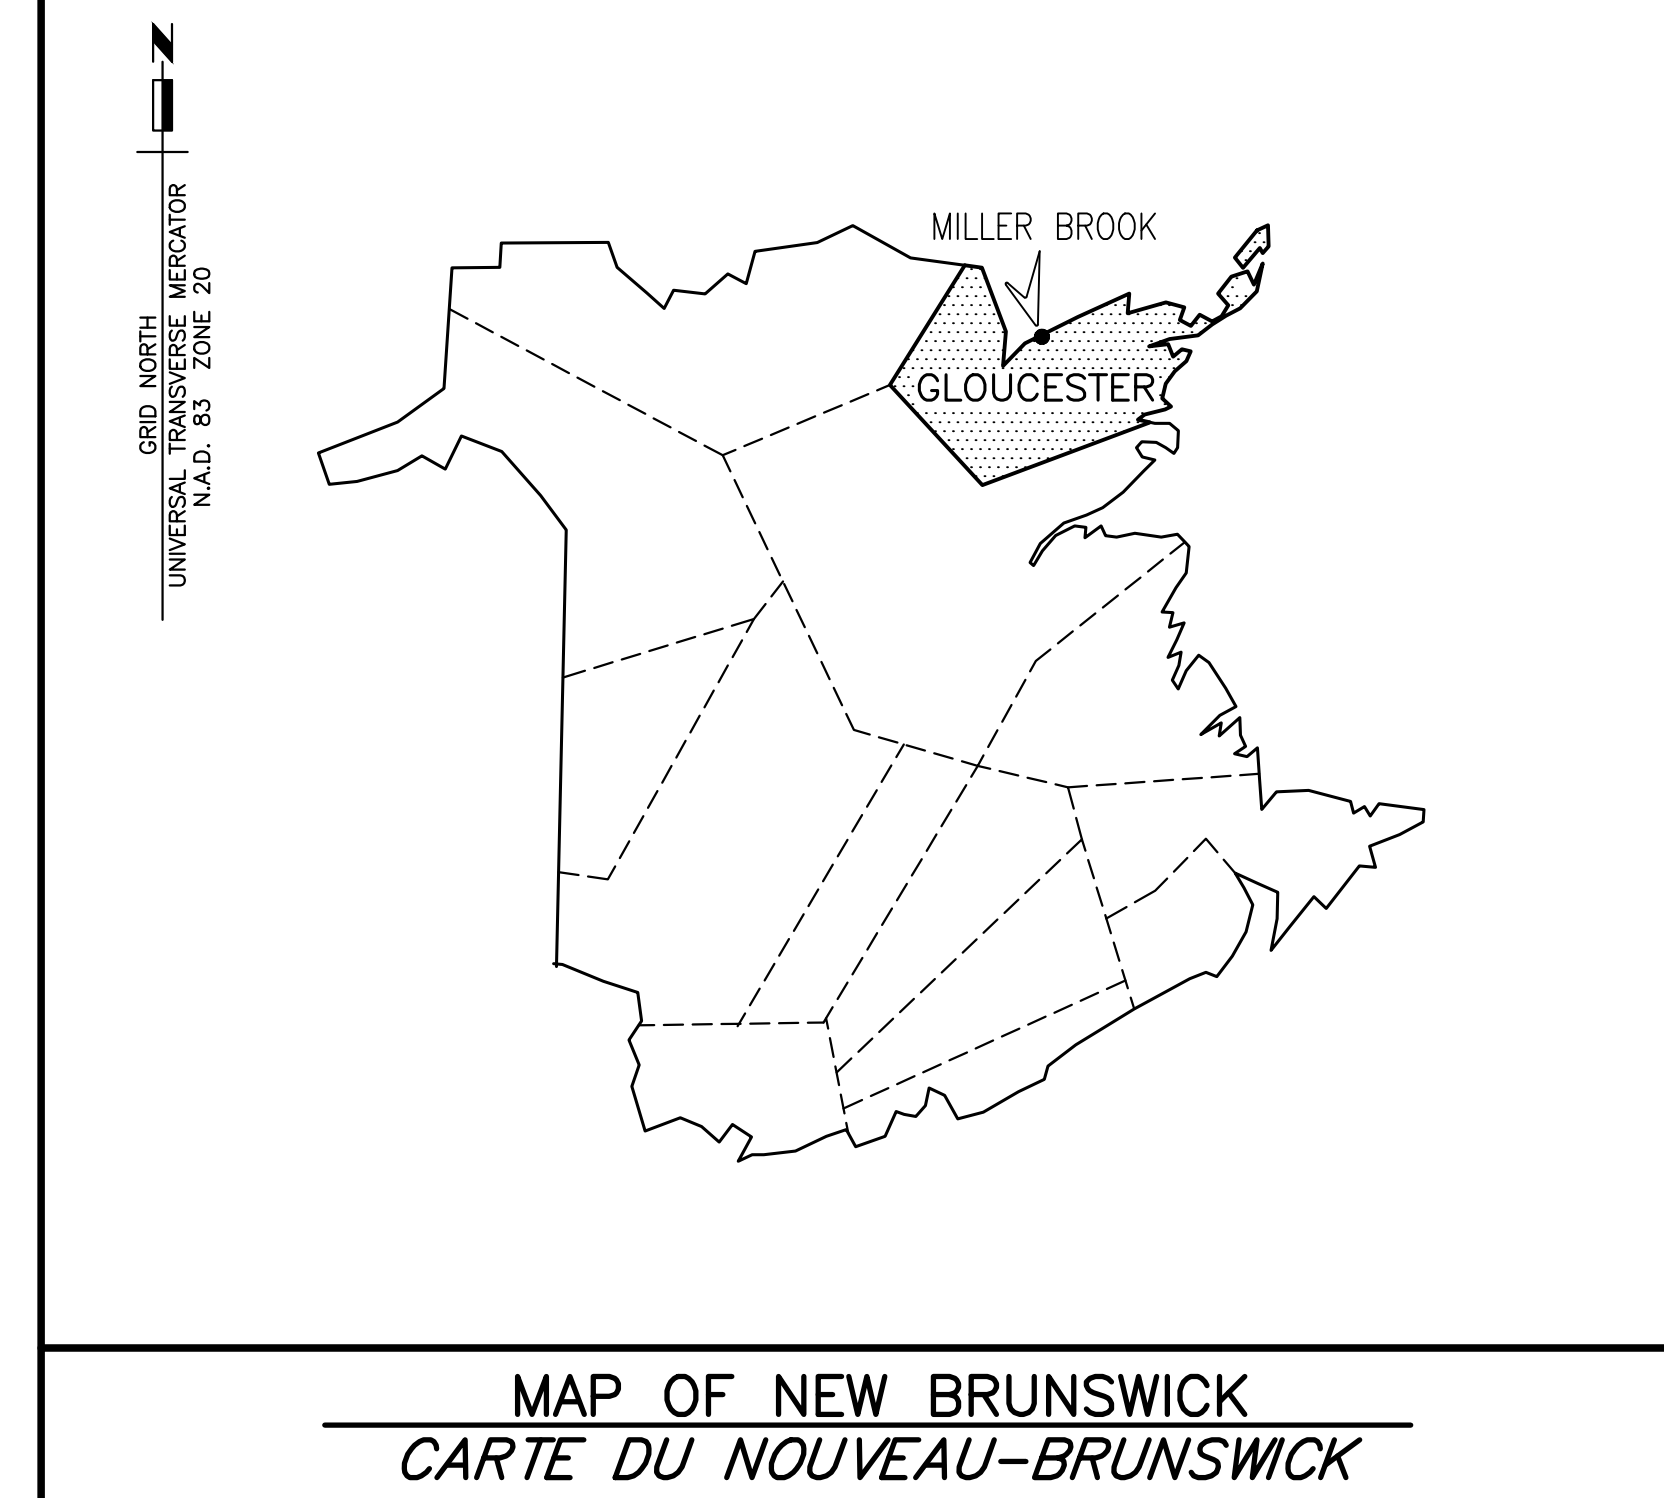 N
GRID NORTH
UNIVERSAL TRANSVERSE MERCATOR
N.A.D. 83 ZONE 20
MILLER BROOK
GLOUCESTER
MAP OF NEW BRUNSWICK
CARTE DU NOUVEAU-BRUNSWICK